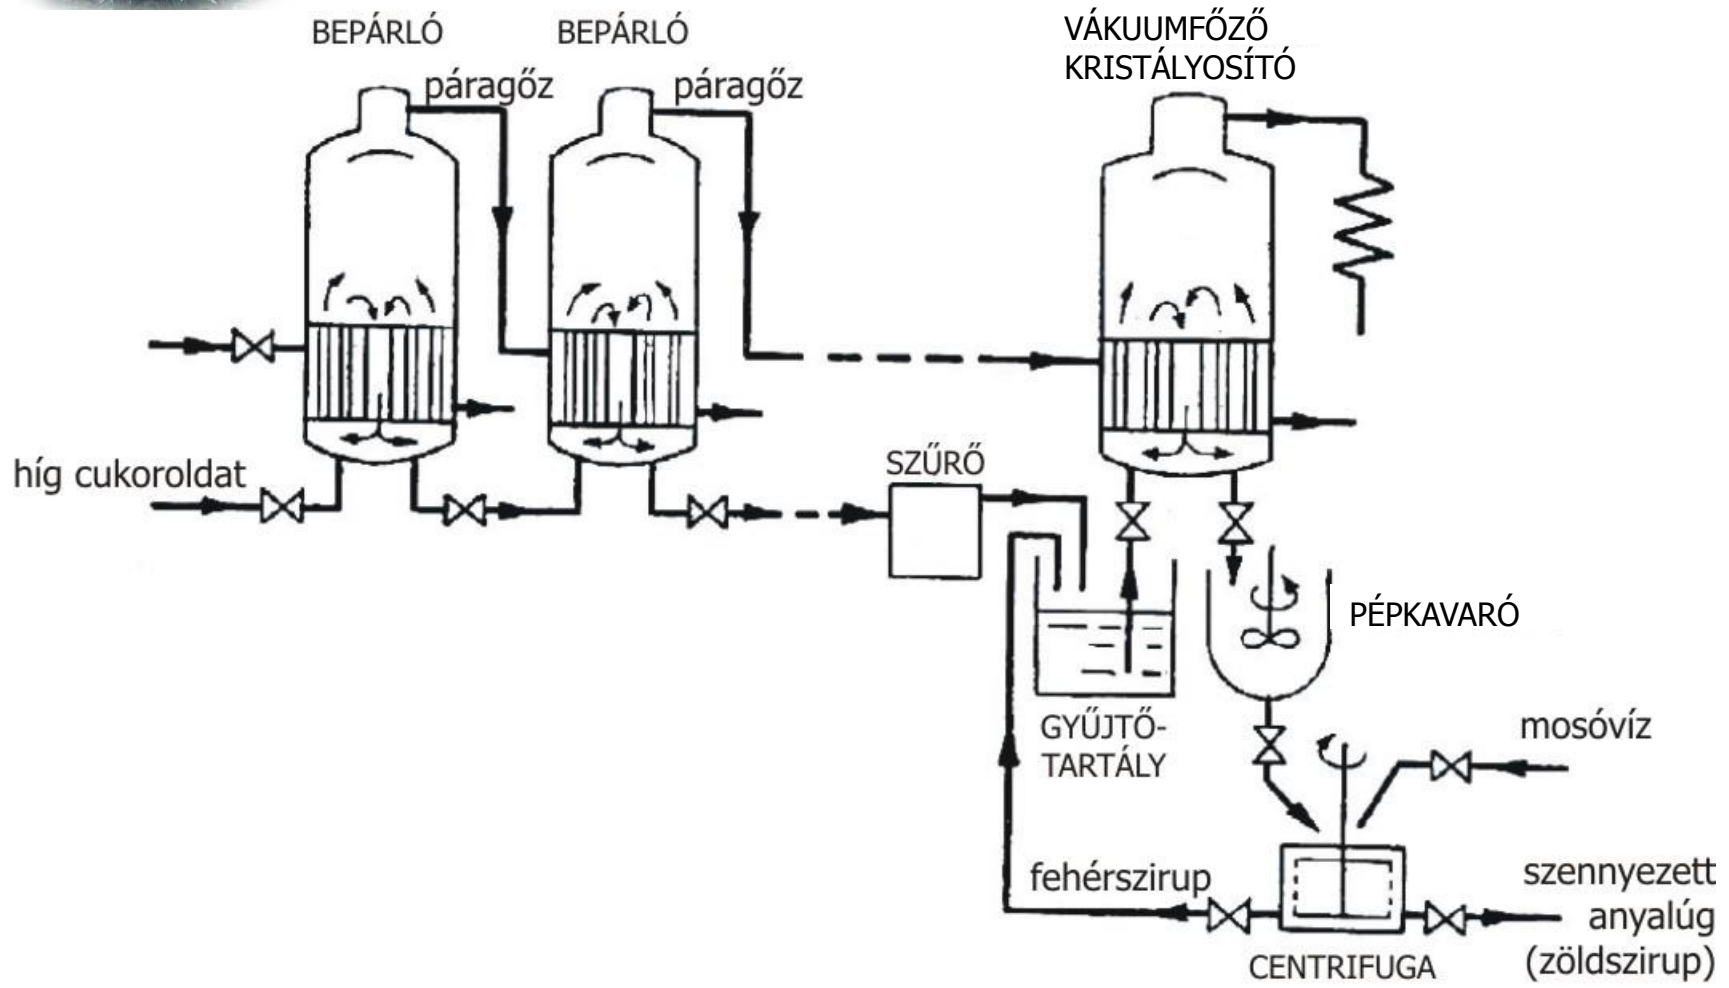 BEPÁRLÓ
BEPÁRLÓ
VÁKUUMFŐZŐ
KRISTÁLYOSÍTÓ
páragőz
páragőz
híg cukoroldat
SZŰRŐ
PÉPKAVARÓ
GYŰJTŐ-
TARTÁLY
mosóvíz
fehérszirup
szennyezett
anyalúg
(zöldszirup)
CENTRIFUGA